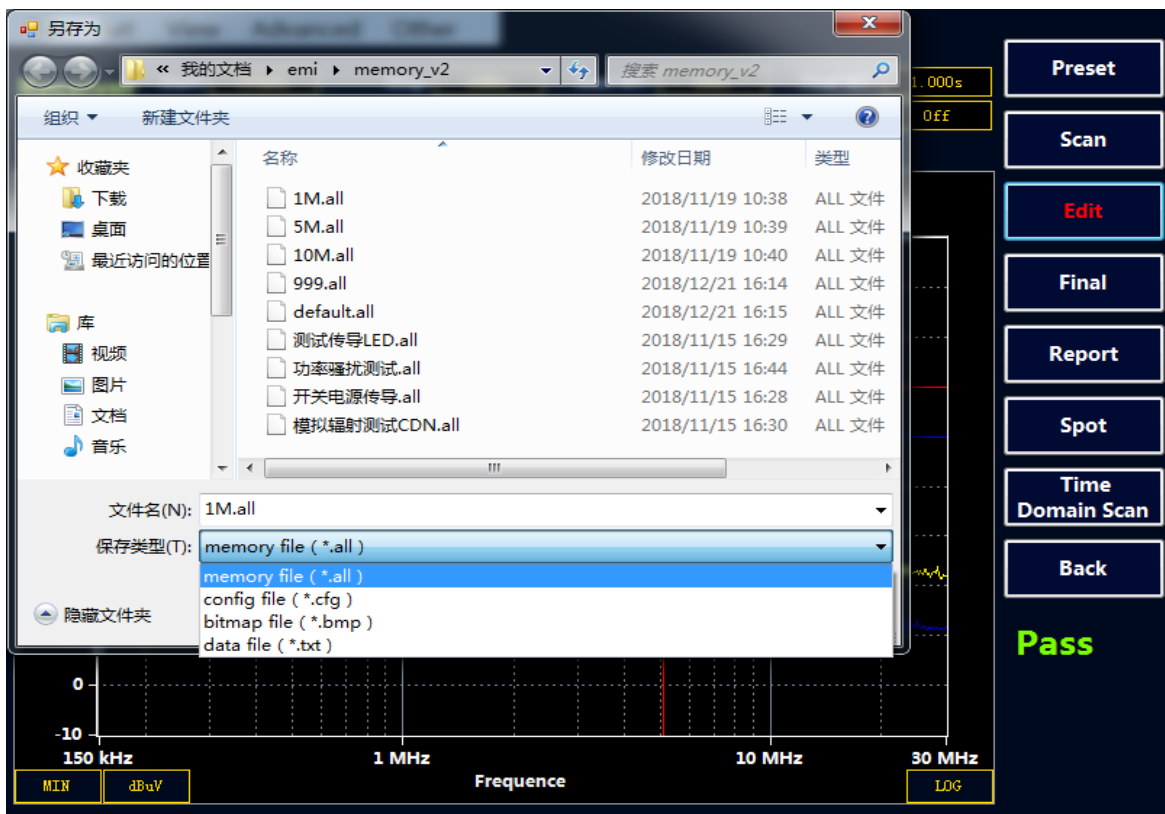 另存为
View Advanced Other
« 我的文档 ▸ emi ▸ memory_v2
搜索 memory_v2
组织 ▼ 新建文件夹
收藏夹
下载
桌面
最近访问的位置
库
视频
图片
文档
音乐
名称 修改日期 类型
1M.all 2018/11/19 10:38 ALL 文件
5M.all 2018/11/19 10:39 ALL 文件
10M.all 2018/11/19 10:40 ALL 文件
999.all 2018/12/21 16:14 ALL 文件
default.all 2018/12/21 16:15 ALL 文件
测试传导LED.all 2018/11/15 16:29 ALL 文件
功率骚扰测试.all 2018/11/15 16:44 ALL 文件
开关电源传导.all 2018/11/15 16:28 ALL 文件
模拟辐射测试CDN.all 2018/11/15 16:30 ALL 文件
文件名(N): 1M.all
保存类型(T): memory file ( *.all )
memory file ( *.all )
config file ( *.cfg )
bitmap file ( *.bmp )
data file ( *.txt )
隐藏文件夹
1.000s
Off
0
-10
150 kHz 1 MHz 10 MHz 30 MHz
MIN dBuV Frequence LOG
Preset
Scan
Edit
Final
Report
Spot
Time
Domain Scan
Back
Pass